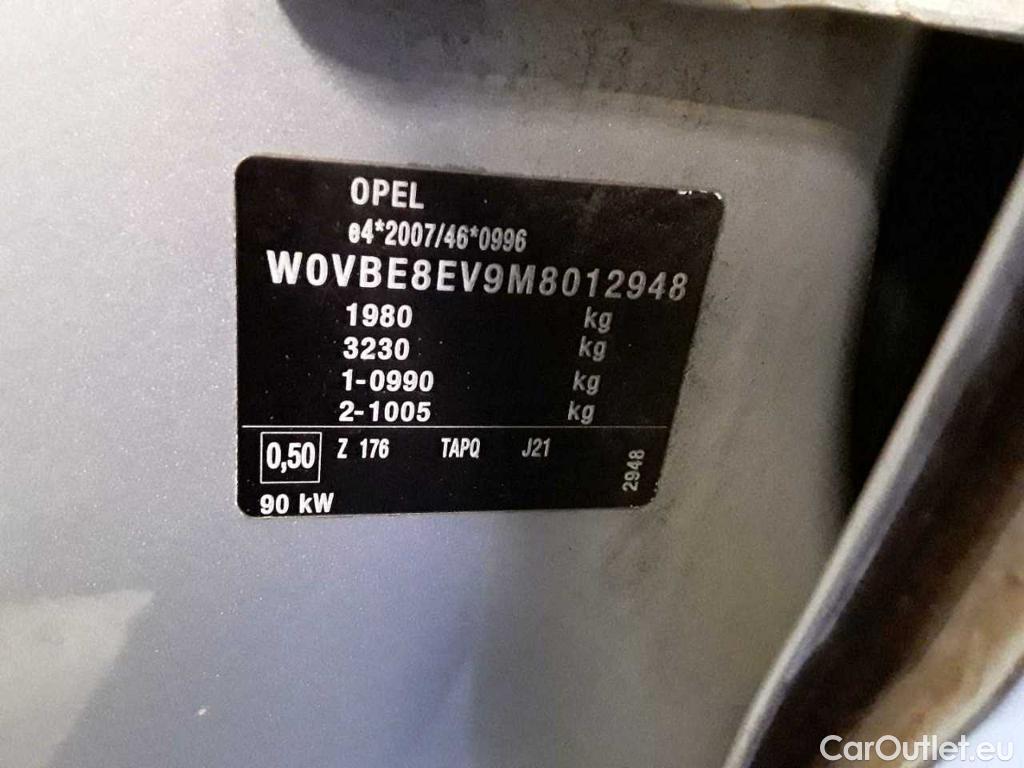 OPEL
e4*2007/46*0996
W0VBE8EV9M8012948
1980 kg
3230 kg
1-0990 kg
2-1005 kg
0,50 Z 176 TAPQ J21
2948
90 kW
CarOutlet.eu